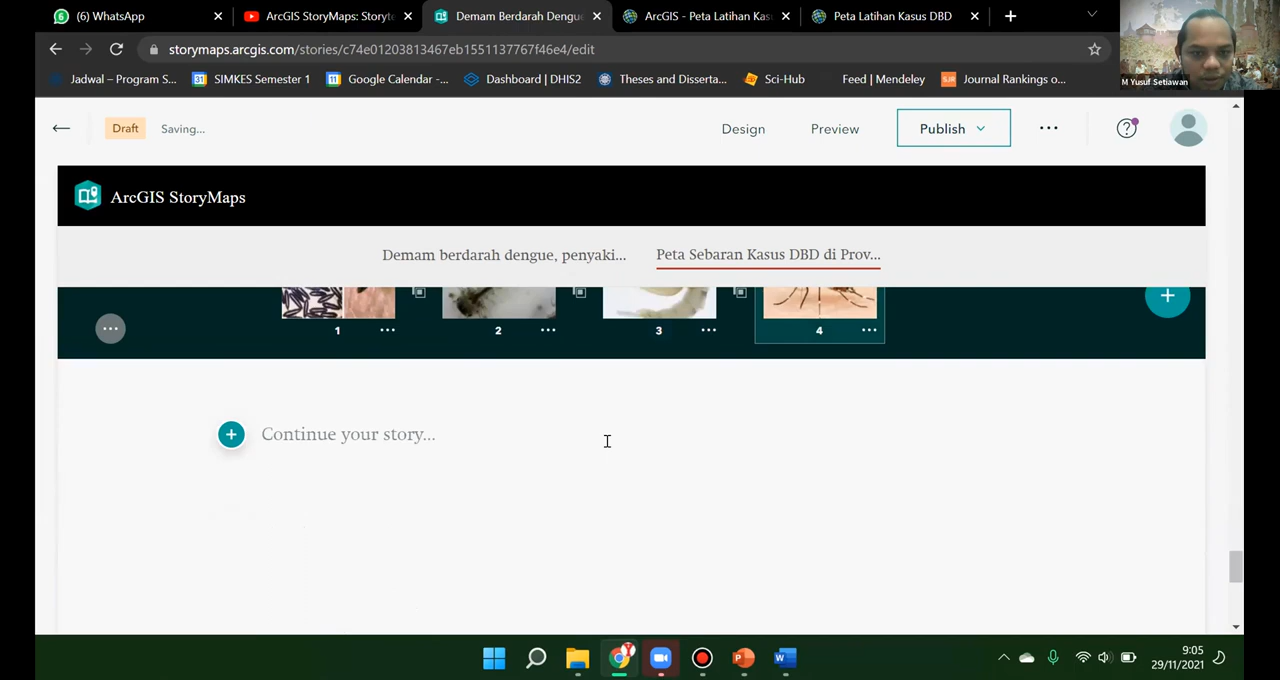 (6) WhatsApp
ArcGIS StoryMaps: Storyte
Demam Berdarah Dengue
ArcGIS - Peta Latihan Kas
Peta Latihan Kasus DBD
storymaps.arcgis.com/stories/c74e01203813467eb1551137767f46e4/edit
M Yusuf Setiawan
Jadwal – Program S...
31 SIMKES Semester 1
11 Google Calendar -...
Dashboard | DHIS2
Theses and Disserta...
Sci-Hub
Feed | Mendeley
SJR Journal Rankings o...
Draft
Saving...
Design
Preview
Publish
ArcGIS StoryMaps
Demam berdarah dengue, penyaki...
Peta Sebaran Kasus DBD di Prov...
1
2
3
4
Continue your story...
9:05
29/11/2021